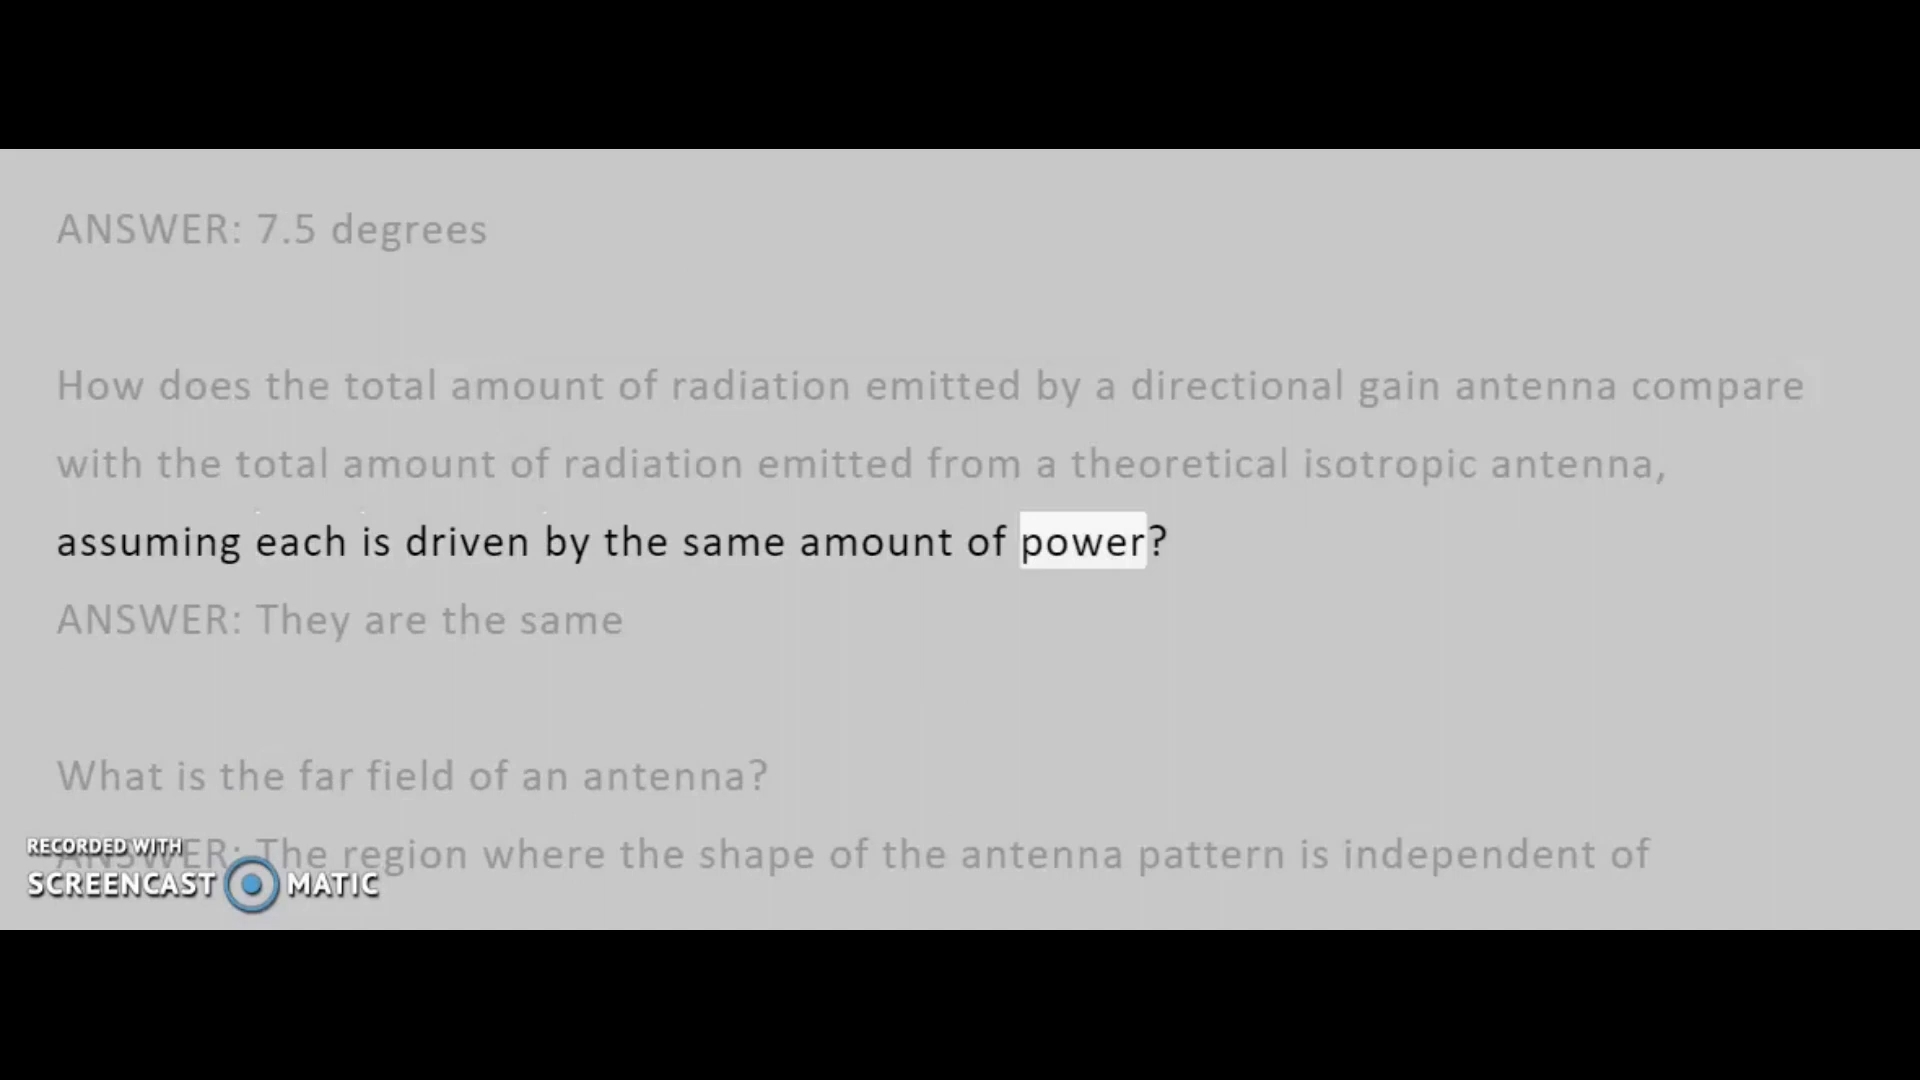 ANSWER: 7.5 degrees
How does the total amount of radiation emitted by a directional gain antenna compare
with the total amount of radiation emitted from a theoretical isotropic antenna,
assuming each is driven by the same amount of power?
ANSWER: They are the same
What is the far field of an antenna?
ANSWER: The region where the shape of the antenna pattern is independent of
RECORDED WITH
SCREENCAST MATIC